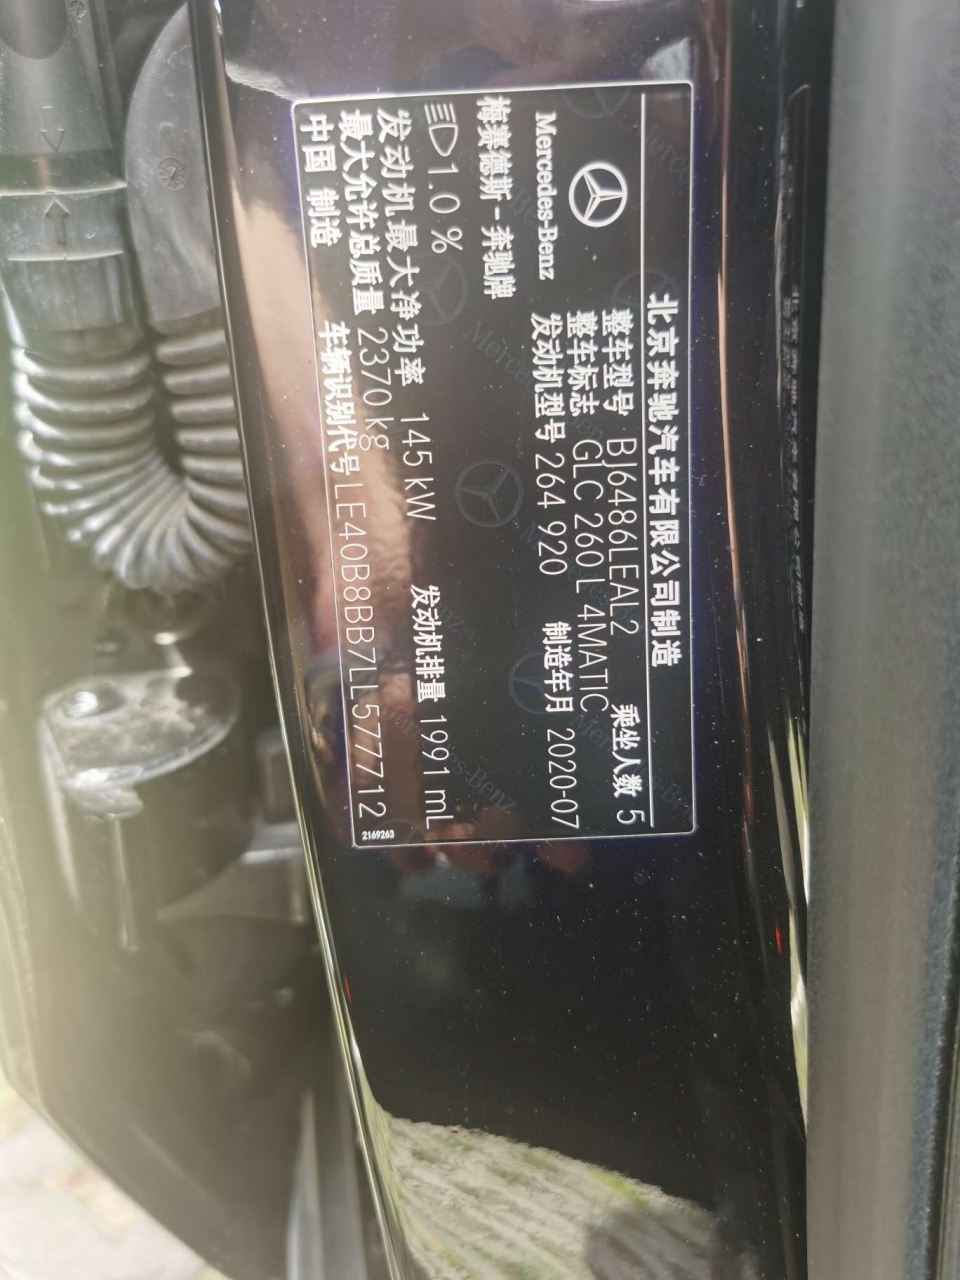 北京奔驰汽车有限公司制造
整车型号 BJ6486LEAL2 乘坐人数 5
整车标志 GLC 260 L 4MATIC
Mercedes-Benz 发动机型号 264 920 制造年月 2020-07
梅赛德斯-奔驰牌
1.0 % 发动机排量 1991 mL
发动机最大净功率 145 kW
最大允许总质量 2370 kg
中国 制造 车辆识别代号 LE40B8BB7LL577712
2169263